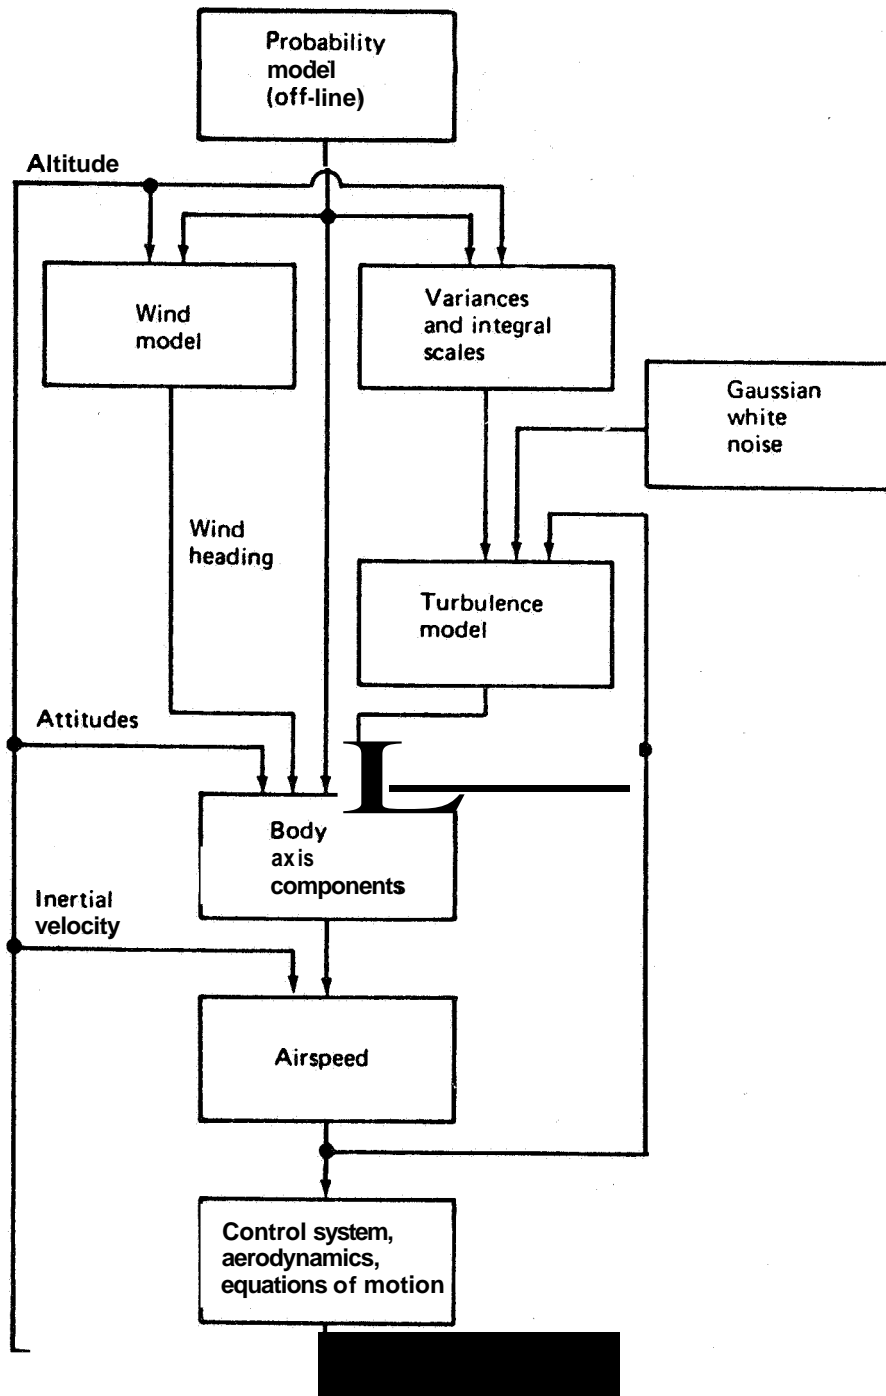 Probability
model
(off-line)
Altitude
Wind
model
Variances
and integral
scales
Gaussian
white
noise
Wind
heading
Turbulence
model
Attitudes
L
Body
axis
components
Inertial
velocity
Airspeed
Control system,
aerodynamics,
equations of motion